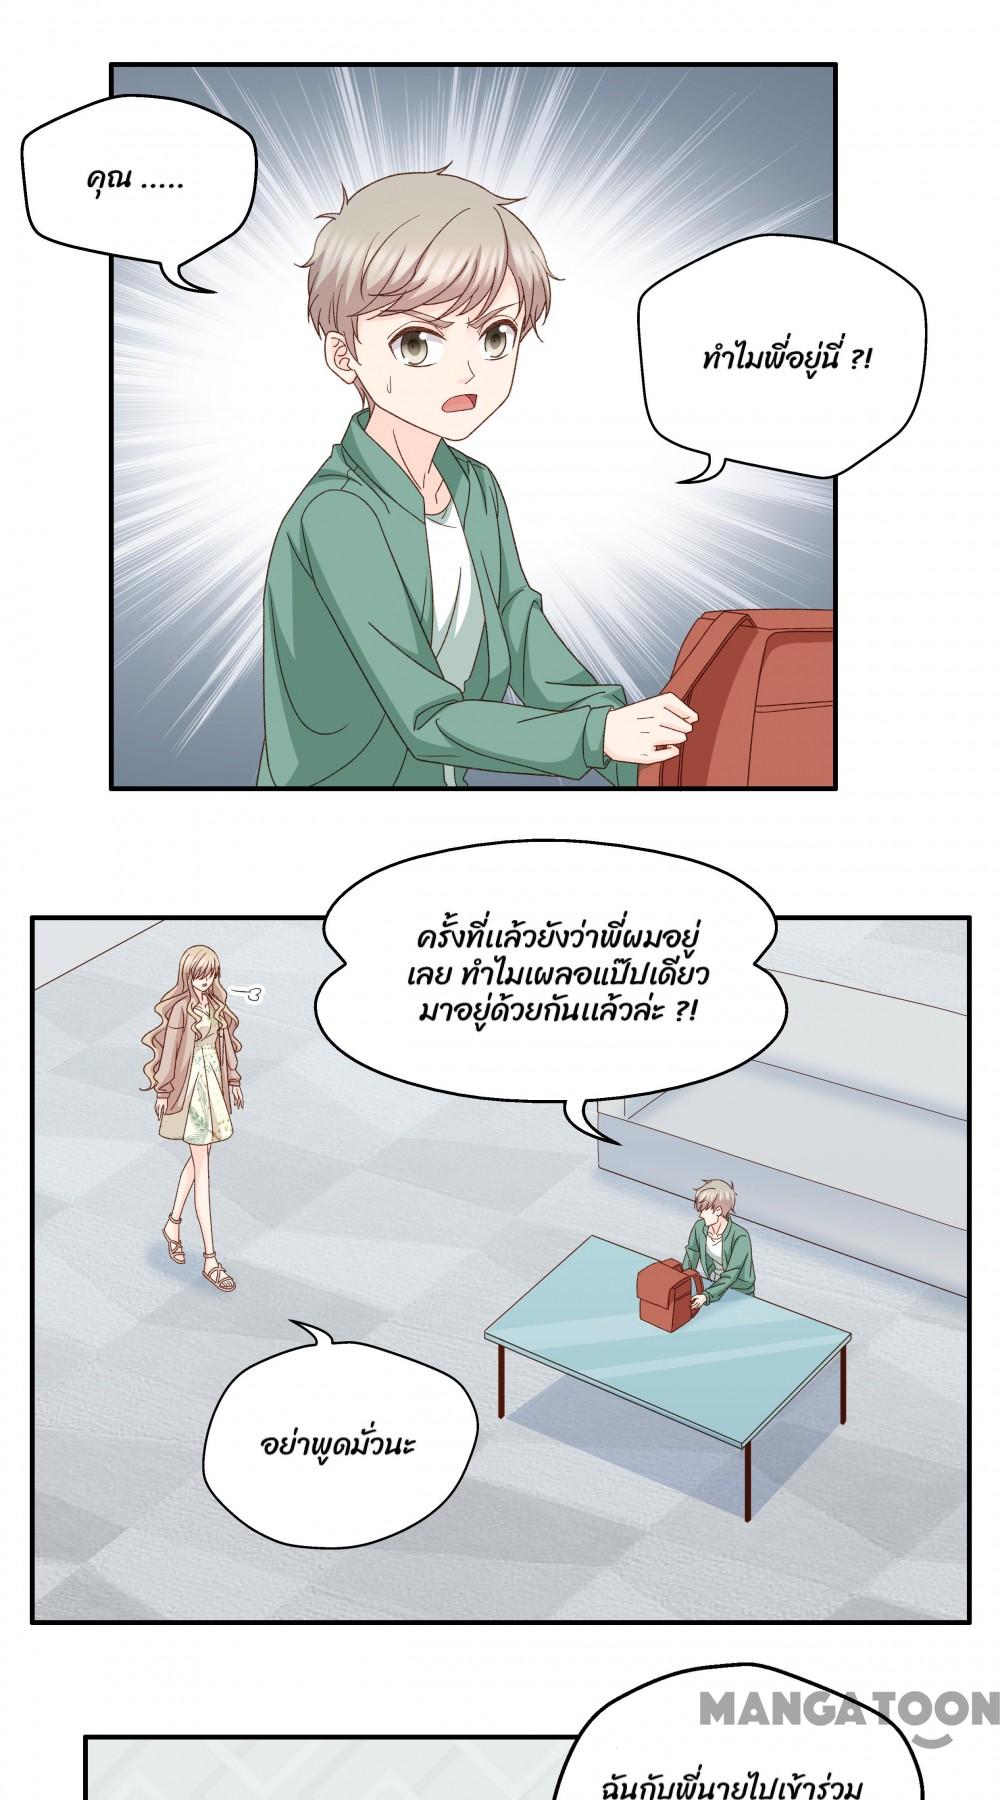 คุณ .....
ทำไมพี่อยู่นี่ ?!
ครั้งที่แล้วยังว่าพี่ผมอยู่
เลย ทำไมเผลอแป๊ปเดียว
มาอยู่ด้วยกันแล้วล่ะ ?!
อย่าพูดมั่วนะ
MANGATOON
ฉันกับพี่นายไปเข้าร่วม